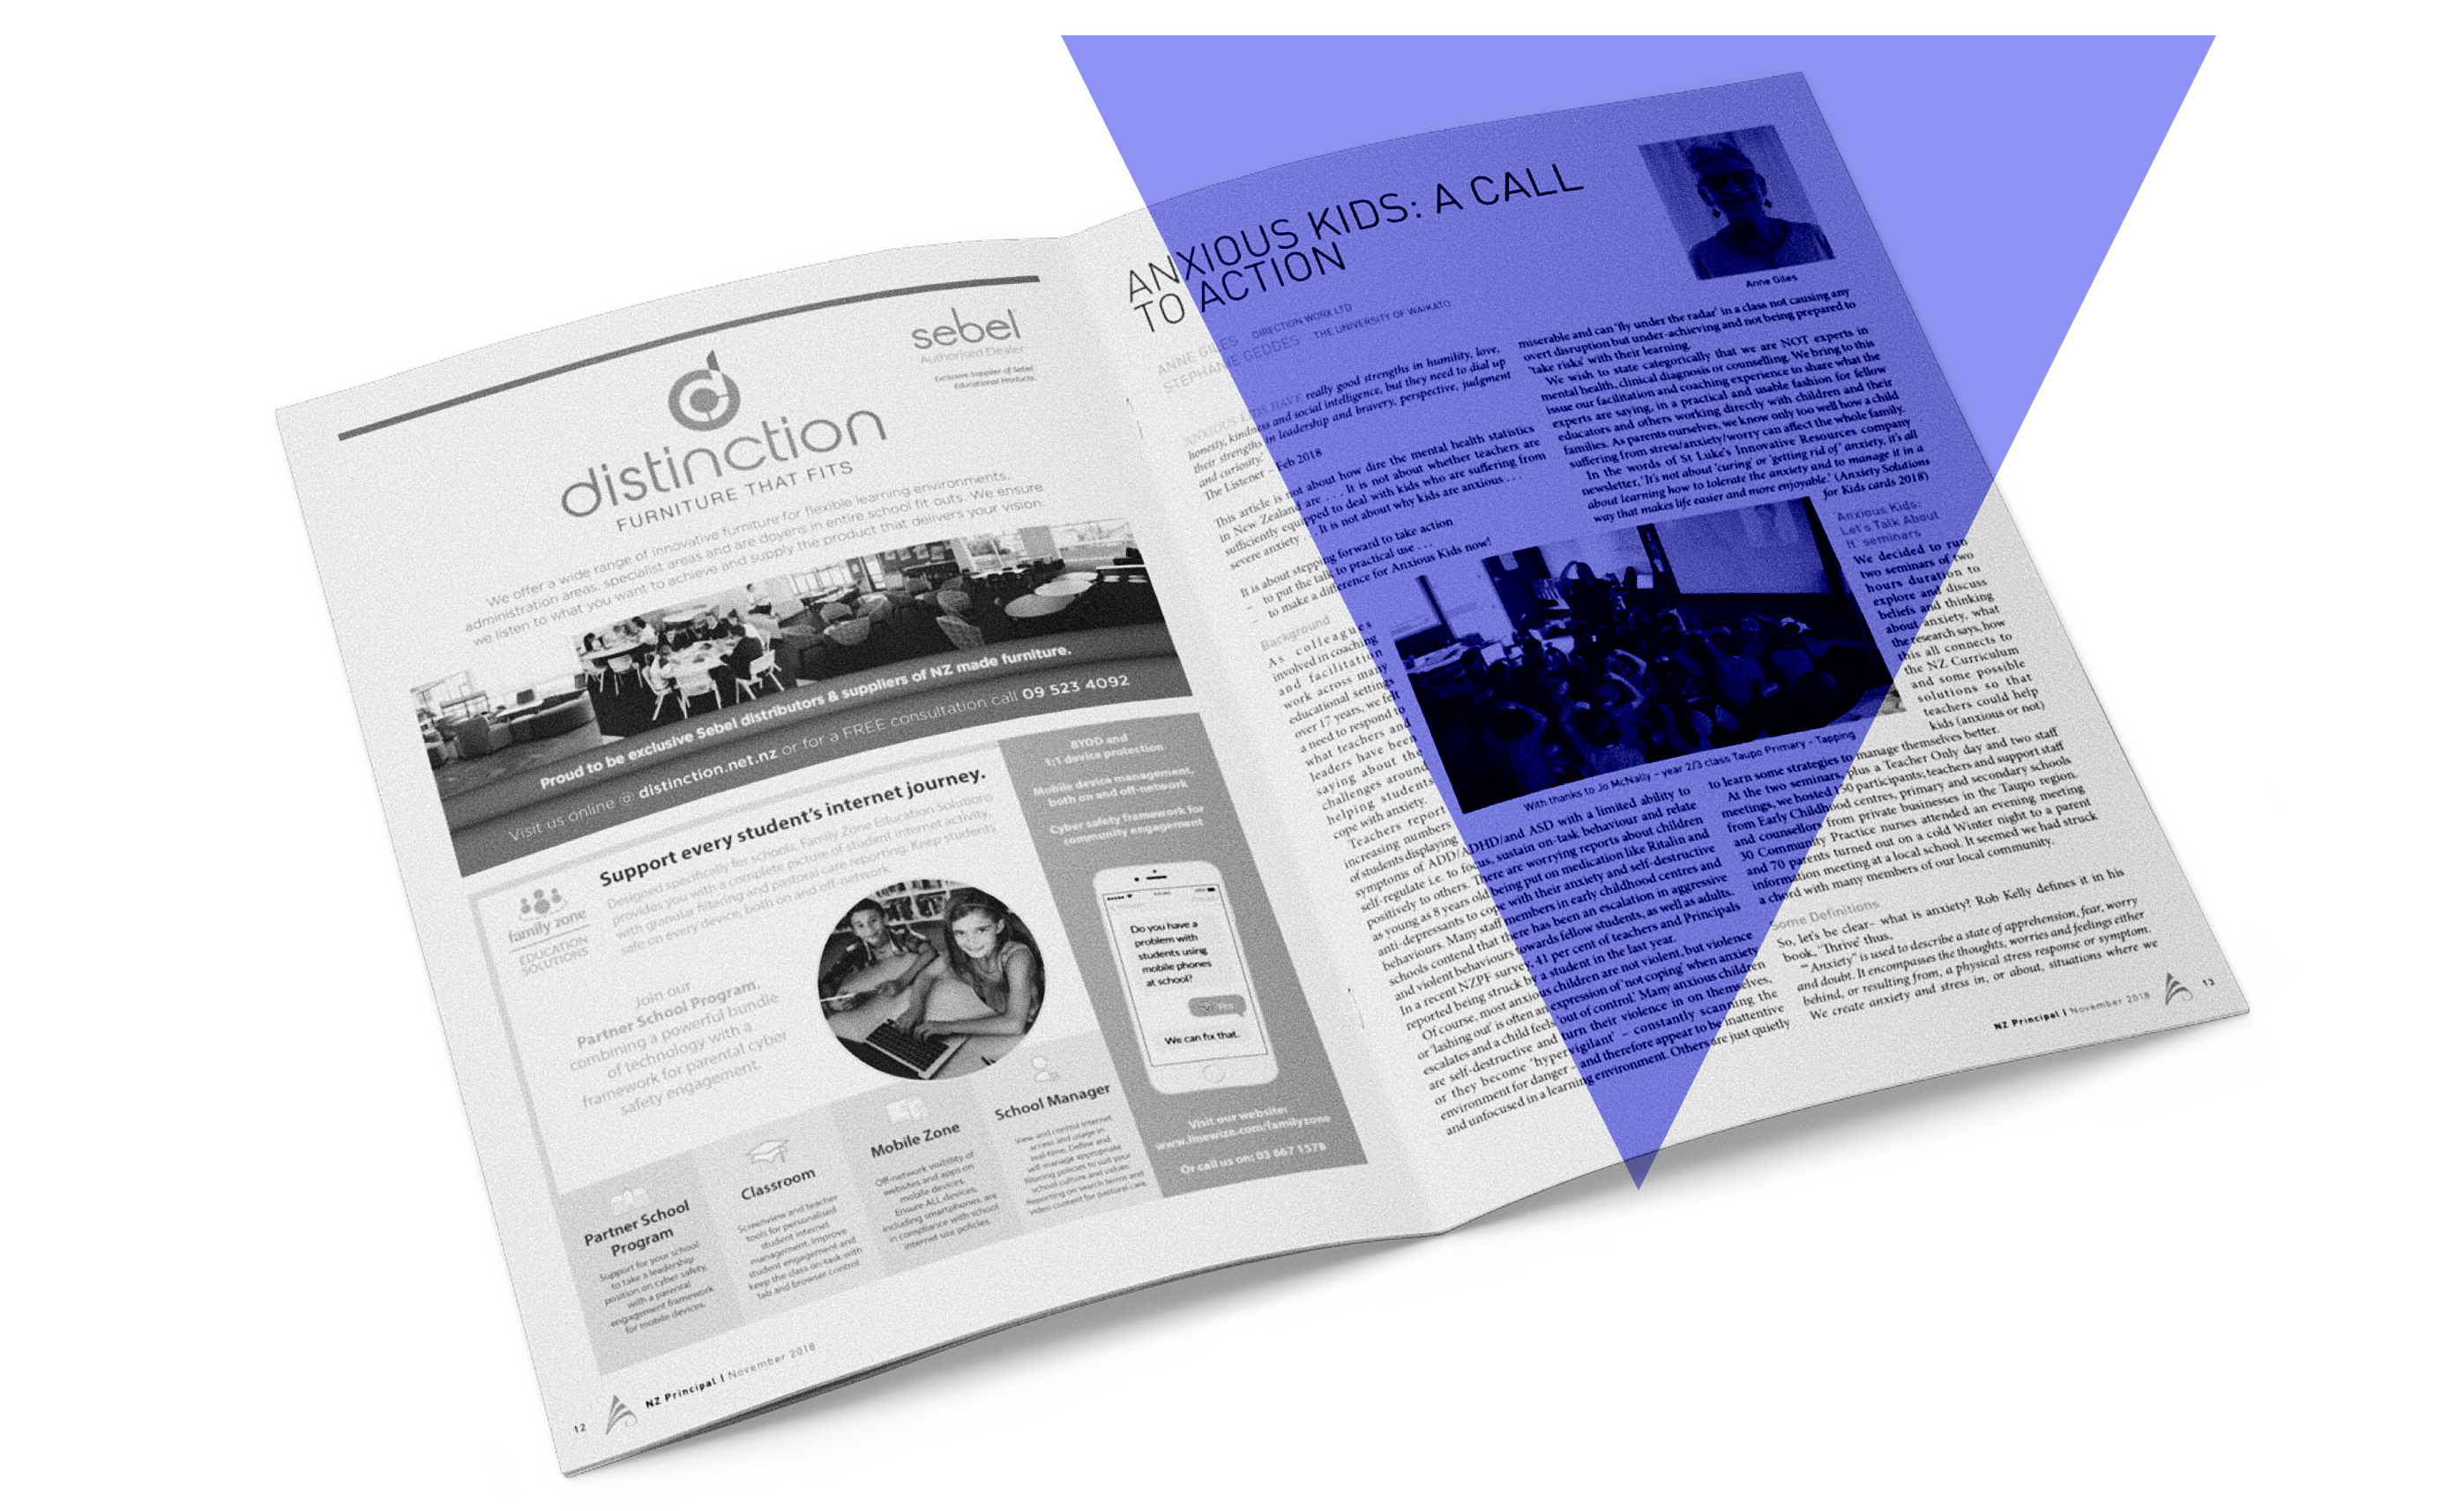 sebel
Authorised Dealer
Exclusive Supplier of Sebel
Educational Products.
distinction
FURNITURE THAT FITS
We offer a wide range of innovative furniture for flexible learning environments,
administration areas, specialist areas and are doyens in entire school fit outs. We ensure
we listen to what you want to achieve and supply the product that delivers your vision.
Proud to be exclusive Sebel distributors & suppliers of NZ made furniture.
Visit us online @ distinction.net.nz or for a FREE consultation call 09 523 4092
family zone
EDUCATION
SOLUTIONS
Support every student's internet journey.
Designed specifically for schools, Family Zone Education Solutions
provides you with a complete picture of student internet activity,
with granular filtering and pastoral care reporting. Keep students
safe on every device, both on and off-network.
Join our
Partner School Program,
combining a powerful bundle
of technology with a
framework for parental cyber
safety engagement.
BYOD and
1:1 device protection
Mobile device management,
both on and off-network
Cyber safety framework for
community engagement
Do you have a
problem with
students using
mobile phones
at school?
Yes
We can fix that.
Visit our website:
www.linewize.com/familyzone
Or call us on: 03 667 1578
Partner School
Program
Support for your school
to take a leadership
position on cyber safety,
with a parental
engagement framework
for mobile devices.
Classroom
Screenview and teacher
tools for personalised
student internet
management. Improve
student engagement and
keep the class on-task with
tab and browser control
Mobile Zone
Off-network visibility of
websites and apps on
mobile devices.
Ensure ALL devices,
including smartphones, are
in compliance with school
internet use policies.
School Manager
View and control internet
access and usage in
real-time. Define and
self-manage appropriate
filtering policies to suit your
school culture and values.
Reporting on search terms and
video content for pastoral care.
12
NZ Principal | November 2018
ANXIOUS KIDS: A CALL
TO ACTION
ANNE GILES DIRECTION WORX LTD
STEPHANIE GEDDES THE UNIVERSITY OF WAIKATO
Anne Giles
ANXIOUS KIDS HAVE really good strengths in humility, love,
honesty, kindness and social intelligence, but they need to dial up
their strengths in leadership and bravery, perspective, judgment
and curiosity.'
The Listener – Feb 2018
This article is not about how dire the mental health statistics
in New Zealand are . . . It is not about whether teachers are
sufficiently equipped to deal with kids who are suffering from
severe anxiety . . . It is not about why kids are anxious . . .
It is about stepping forward to take action
– to put the talk to practical use . . .
– to make a difference for Anxious Kids now!
Background
As colleagues
involved in coaching
and facilitation
work across many
educational settings
over 17 years, we felt
a need to respond to
what teachers and
leaders have been
saying about the
challenges around
helping students
cope with anxiety.
Teachers report
increasing numbers
of students displaying
symptoms of ADD/ADHD/and ASD with a limited ability to
self-regulate i.e. to focus, sustain on-task behaviour and relate
positively to others. There are worrying reports about children
as young as 8 years old being put on medication like Ritalin and
anti-depressants to cope with their anxiety and self-destructive
behaviours. Many staff members in early childhood centres and
schools contend that there has been an escalation in aggressive
and violent behaviours towards fellow students, as well as adults.
In a recent NZPF survey, 41 per cent of teachers and Principals
reported being struck by a student in the last year.
Of course, most anxious children are not violent, but violence
or 'lashing out' is often an expression of 'not coping' when anxiety
escalates and a child feels 'out of control.' Many anxious children
are self-destructive and turn their violence in on themselves,
or they become 'hyper vigilant' – constantly scanning the
environment for danger – and therefore appear to be inattentive
and unfocused in a learning environment. Others are just quietly
miserable and can 'fly under the radar' in a class not causing any
overt disruption but under-achieving and not being prepared to
'take risks' with their learning.
We wish to state categorically that we are NOT experts in
mental health, clinical diagnosis or counselling. We bring to this
issue our facilitation and coaching experience to share what the
experts are saying, in a practical and usable fashion for fellow
educators and others working directly with children and their
families. As parents ourselves, we know only too well how a child
suffering from stress/anxiety/worry can affect the whole family.
In the words of St Luke's Innovative Resources company
newsletter, 'It's not about 'curing' or 'getting rid of' anxiety, it's all
about learning how to tolerate the anxiety and to manage it in a
way that makes life easier and more enjoyable.' (Anxiety Solutions
for Kids cards 2018)
Anxious Kids:
Let's Talk About
It' seminars
We decided to run
two seminars of two
hours duration to
explore and discuss
beliefs and thinking
about anxiety, what
the research says, how
this all connects to
the NZ Curriculum
and some possible
solutions so that
teachers could help
kids (anxious or not)
With thanks to Jo McNally – year 2/3 class Taupo Primary – Tapping
to learn some strategies to manage themselves better.
At the two seminars, plus a Teacher Only day and two staff
meetings, we hosted 150 participants; teachers and support staff
from Early Childhood centres, primary and secondary schools
and counsellors from private businesses in the Taupo region.
30 Community Practice nurses attended an evening meeting
and 70 parents turned out on a cold Winter night to a parent
information meeting at a local school. It seemed we had struck
a chord with many members of our local community.
Some Definitions
So, let's be clear– what is anxiety? Rob Kelly defines it in his
book, 'Thrive' thus,
'"Anxiety" is used to describe a state of apprehension, fear, worry
and doubt. It encompasses the thoughts, worries and feelings either
behind, or resulting from, a physical stress response or symptom.
We create anxiety and stress in, or about, situations where we
NZ Principal | November 2018
13